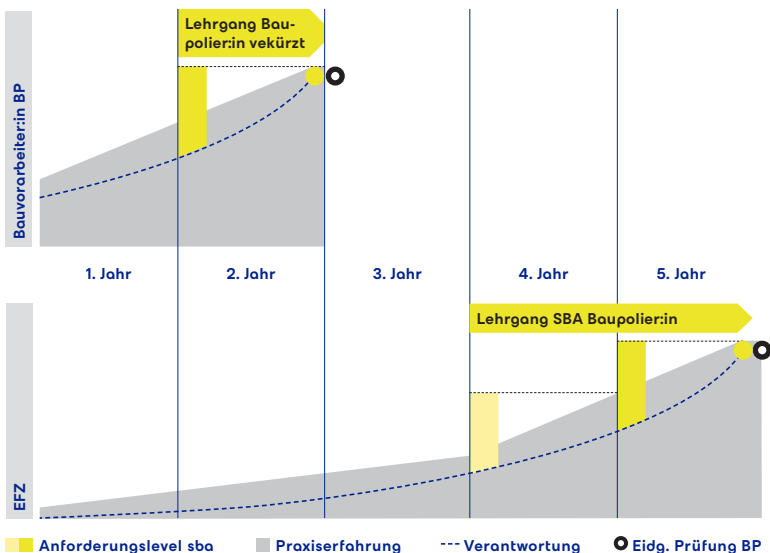 Lehrgang Bau-
polier:in vekürzt
Bauvorarbeiter:in BP
1. Jahr
2. Jahr
3. Jahr
4. Jahr
5. Jahr
Lehrgang SBA Baupolier:in
EFZ
Anforderungslevel sba
Praxiserfahrung
Verantwortung
Eidg. Prüfung BP